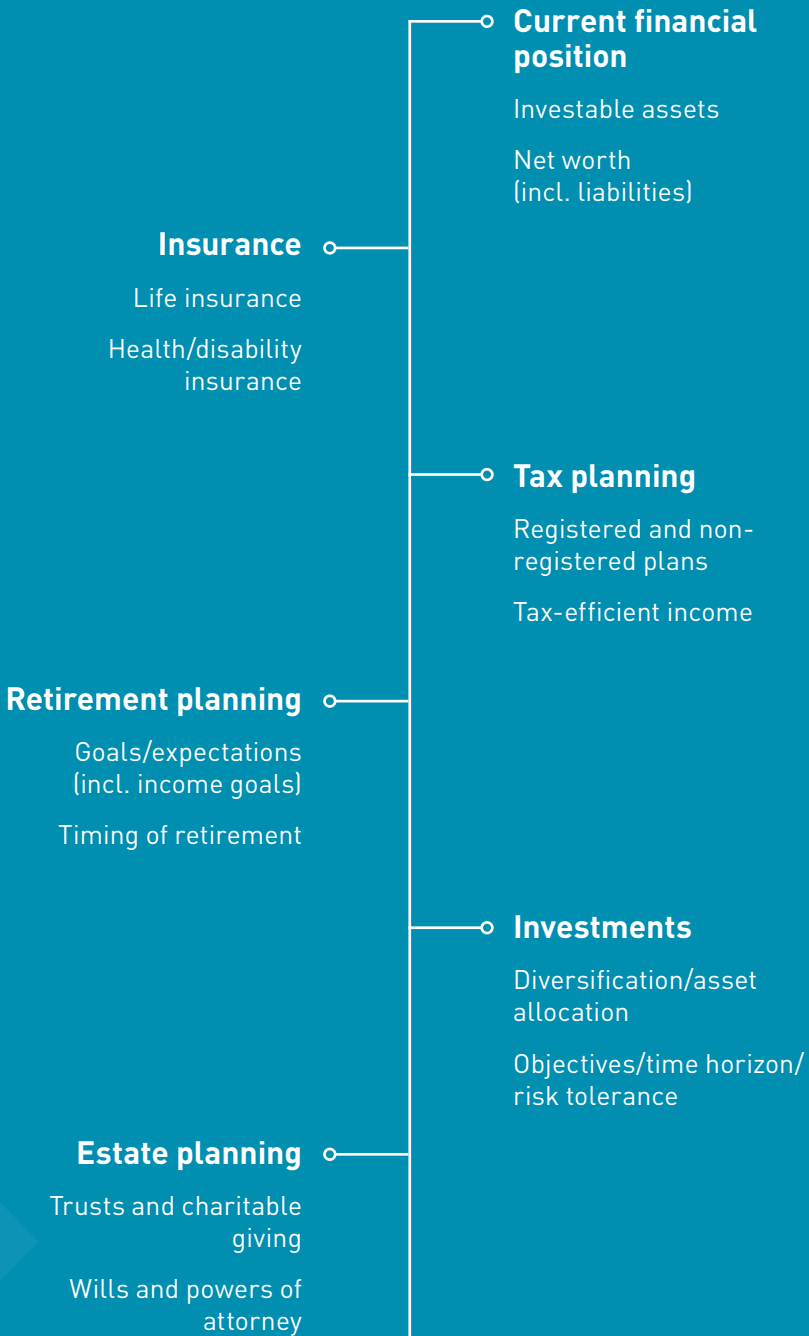 Current financial
position
Investable assets
Net worth
(incl. liabilities)
Insurance
Life insurance
Health/disability
insurance
Tax planning
Registered and non-
registered plans
Tax-efficient income
Retirement planning
Goals/expectations
(incl. income goals)
Timing of retirement
Investments
Diversification/asset
allocation
Objectives/time horizon/
risk tolerance
Estate planning
Trusts and charitable
giving
Wills and powers of
attorney